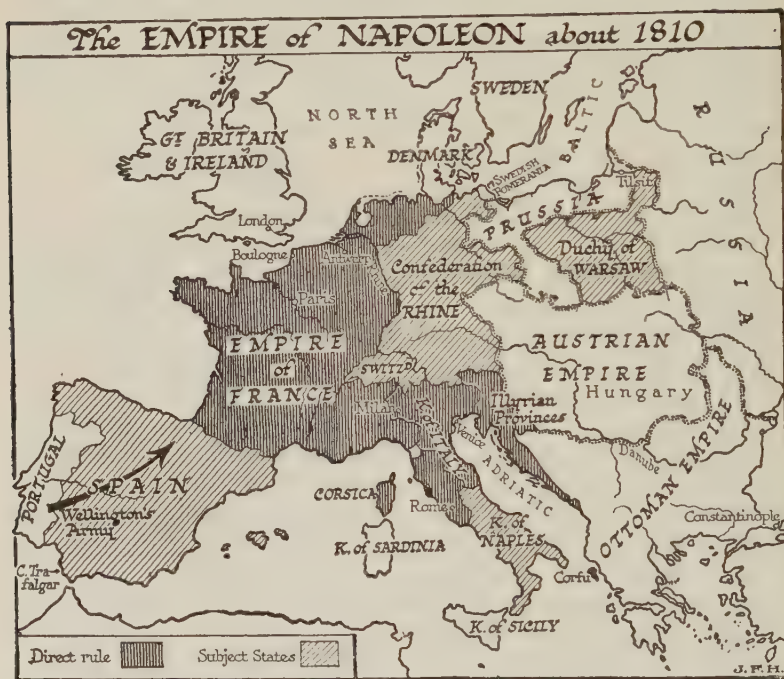 The EMPIRE of NAPOLEON about 1810
NORTH
SEA
SWEDEN
BALTIC
RUSSIA
Gt. BRITAIN
& IRELAND
DENMARK
SWEDISH
POMERANIA
Tilsit
PRUSSIA
London
Boulogne
Antwerp
Rhine
Duchy of
WARSAW
Confederation
of the
RHINE
Paris
EMPIRE
of
FRANCE
AUSTRIAN
EMPIRE
Hungary
SWITZD.
Milan
K. of ITALY
Venice
Illyrian
Provinces
ADRIATIC
Danube
OTTOMAN EMPIRE
Constantinople
PORTUGAL
SPAIN
Wellington's
Army
C. Tra-
falgar
CORSICA
Rome
K. of SARDINIA
K. of
NAPLES
Corfu
K. of SICILY
Direct rule
Subject States
J.F.H.